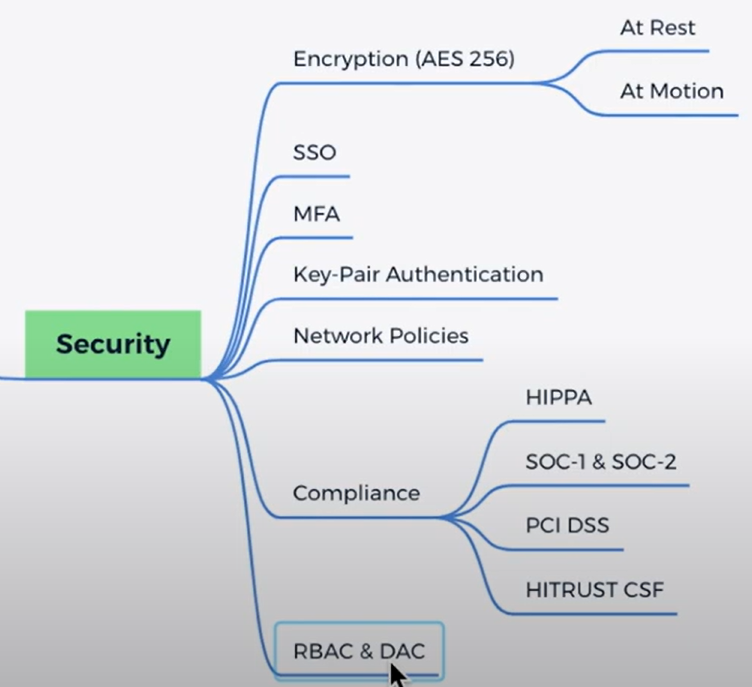 At Rest
Encryption (AES 256)
At Motion
SSO
MFA
Key-Pair Authentication
Network Policies
Security
HIPPA
SOC-1 & SOC-2
Compliance
PCI DSS
HITRUST CSF
RBAC & DAC